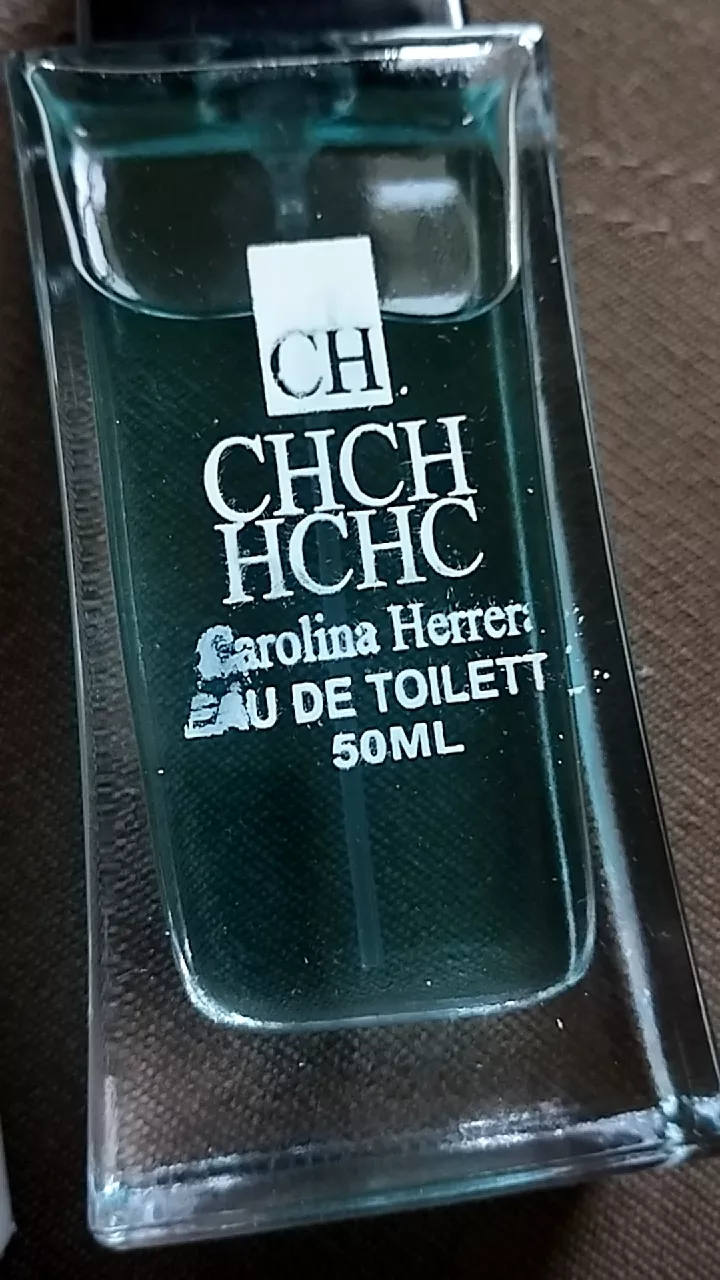 CH
CHCH
HCHC
Carolina Herrera
EAU DE TOILETT
50ML